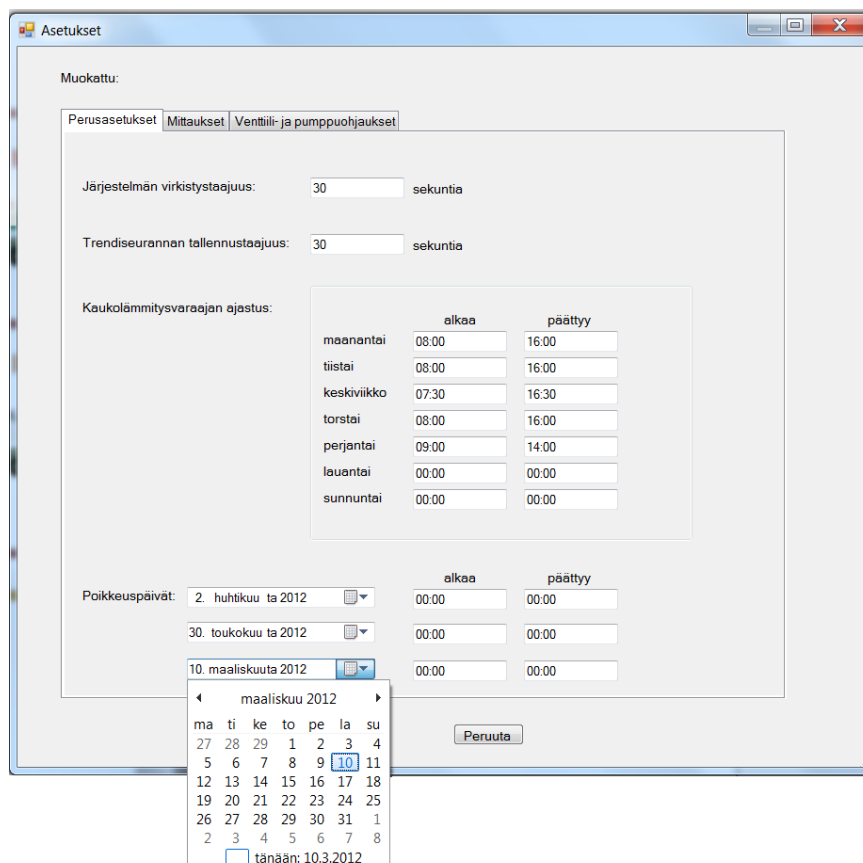 Asetukset
Muokattu:
Perusasetukset Mittaukset Venttiili- ja pumppuohjaukset
Järjestelmän virkistystaajuus: 30 sekuntia
Trendiseurannan tallennustaajuus: 30 sekuntia
Kaukolämmitysvaraajan ajastus:
alkaa päättyy
maanantai 08:00 16:00
tiistai 08:00 16:00
keskiviikko 07:30 16:30
torstai 08:00 16:00
perjantai 09:00 14:00
lauantai 00:00 00:00
sunnuntai 00:00 00:00
alkaa päättyy
Poikkeuspäivät: 2. huhtikuu ta 2012 00:00 00:00
30. toukokuu ta 2012 00:00 00:00
10. maaliskuuta 2012 00:00 00:00
maaliskuu 2012
ma ti ke to pe la su
27 28 29 1 2 3 4
5 6 7 8 9 10 11
12 13 14 15 16 17 18
19 20 21 22 23 24 25
26 27 28 29 30 31 1
2 3 4 5 6 7 8
tänään: 10.3.2012
Peruuta